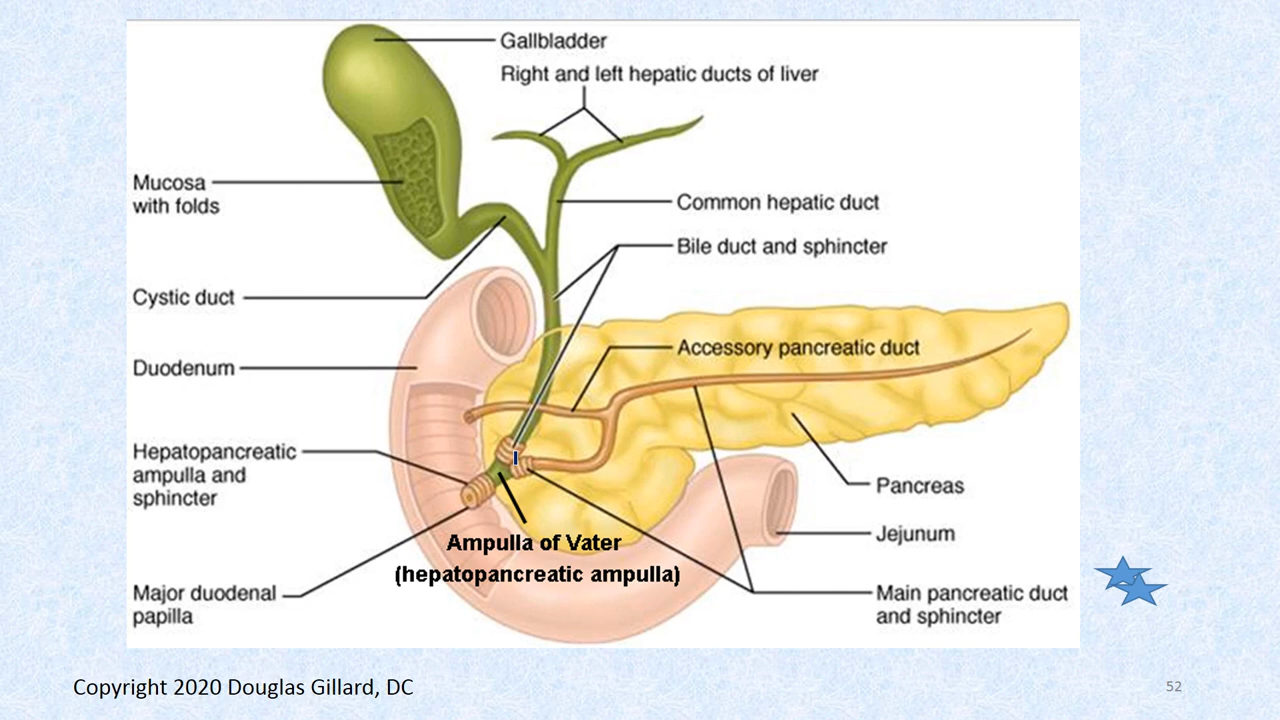 Gallbladder
Right and left hepatic ducts of liver
Mucosa
with folds
Common hepatic duct
Bile duct and sphincter
Cystic duct
Accessory pancreatic duct
Duodenum
Hepatopancreatic
ampulla and
sphincter
Pancreas
Jejunum
Ampulla of Vater
(hepatopancreatic ampulla)
Major duodenal
papilla
Main pancreatic duct
and sphincter
Copyright 2020 Douglas Gillard, DC
52